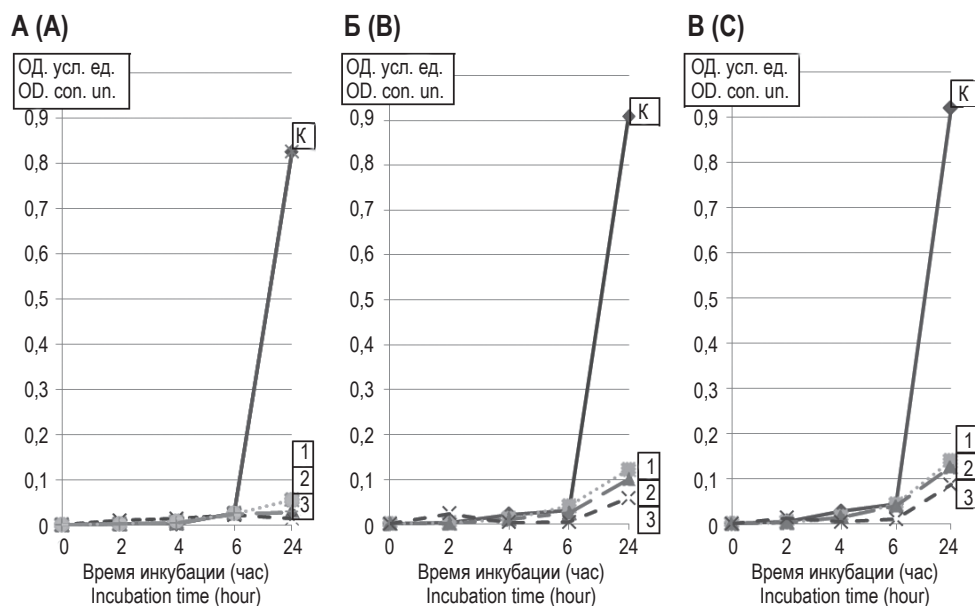 А (A)
ОД. усл. ед.
OD. con. un.
0,9
0,8
0,7
0,6
0,5
0,4
0,3
0,2
0,1
0
К
1
2
3
0 2 4 6 24
Время инкубации (час)
Incubation time (hour)
Б (B)
ОД. усл. ед.
OD. con. un.
0,9
0,8
0,7
0,6
0,5
0,4
0,3
0,2
0,1
0
К
1
2
3
0 2 4 6 24
Время инкубации (час)
Incubation time (hour)
В (C)
ОД. усл. ед.
OD. con. un.
0,9
0,8
0,7
0,6
0,5
0,4
0,3
0,2
0,1
0
К
1
2
3
0 2 4 6 24
Время инкубации (час)
Incubation time (hour)